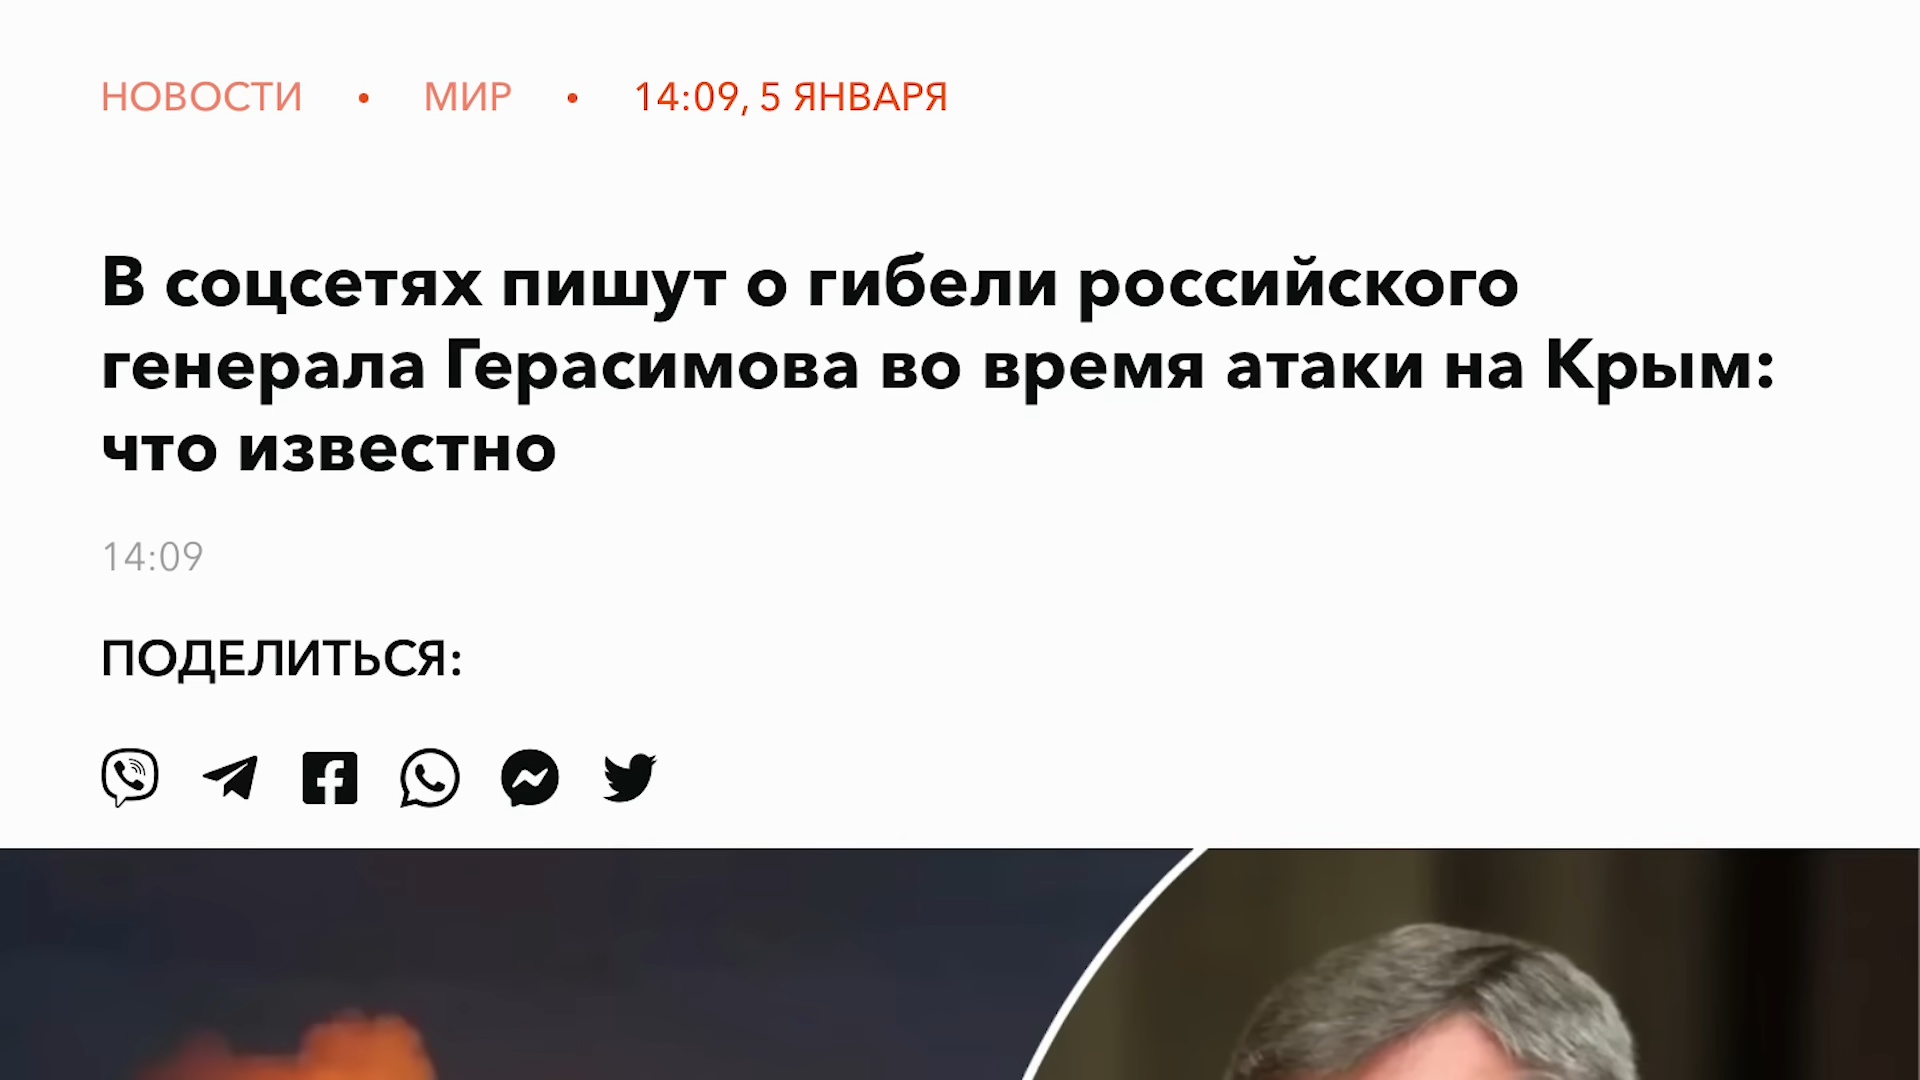 НОВОСТИ • МИР • 14:09, 5 ЯНВАРЯ
В соцсетях пишут о гибели российского
генерала Герасимова во время атаки на Крым:
что известно
14:09
ПОДЕЛИТЬСЯ: